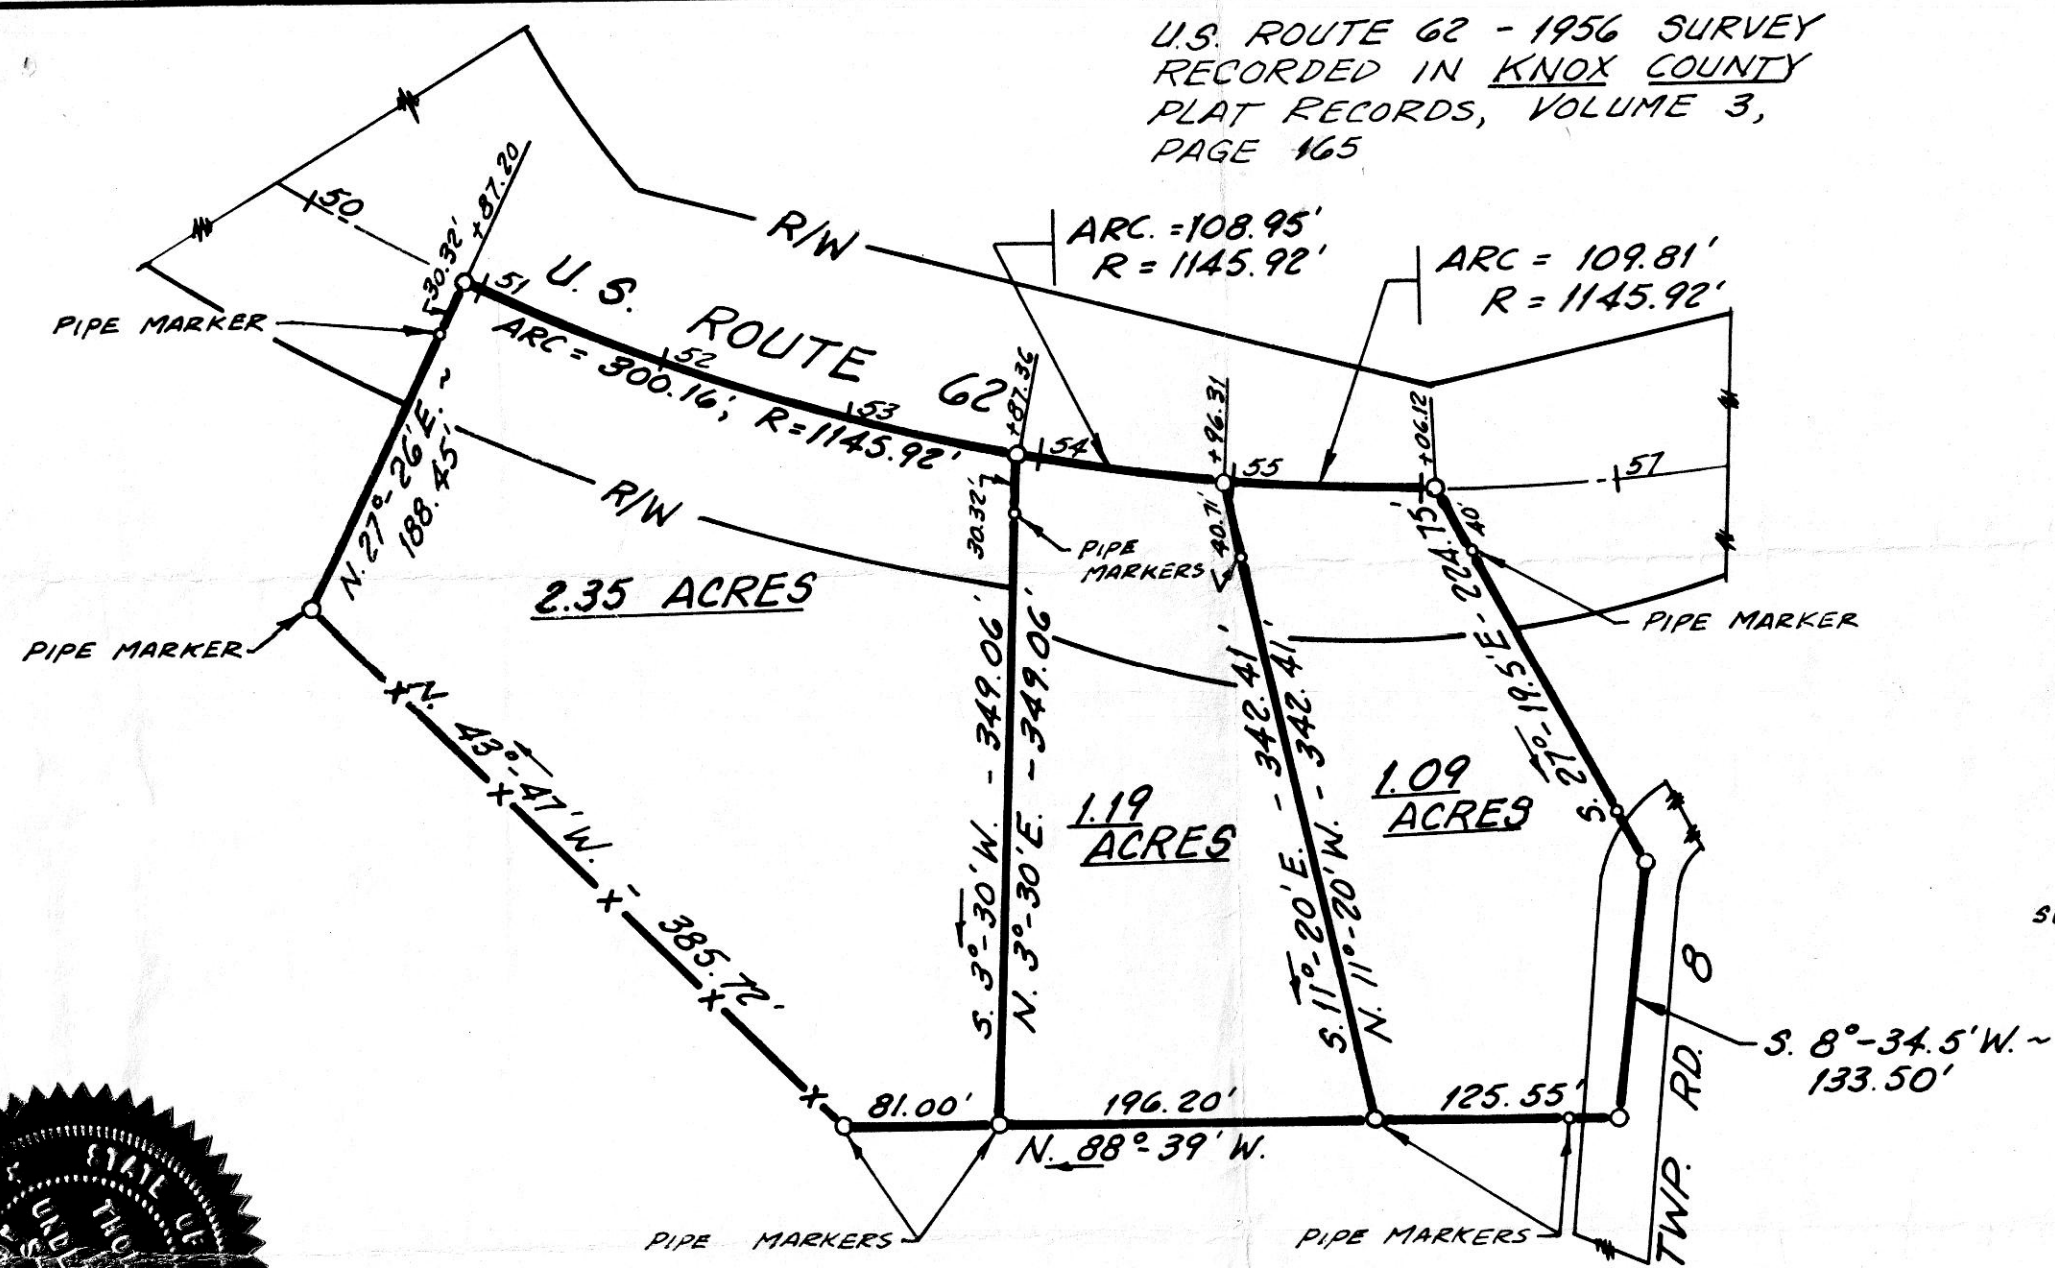 U.S. ROUTE 62 - 1956 SURVEY
RECORDED IN KNOX COUNTY
PLAT RECORDS, VOLUME 3,
PAGE 165
50
+87.20
30.32'
51
U.S. ROUTE 62
R/W
ARC. = 108.95'
R = 1145.92'
ARC = 109.81'
R = 1145.92'
PIPE MARKER
ARC = 300.16', R = 1145.92'
52
53
+87.36
54
+96.31
55
+06.12
57
N. 27°-26' E. ~
188.45'
R/W
30.32'
PIPE
MARKERS
40.71'
40'
PIPE MARKER
2.35 ACRES
PIPE MARKER
S. 27°-19.5' E - 224.75'
S. 3°-30' W. - 349.06'
N. 3°-30' E. - 349.06'
S. 11°-20' E. - 342.41'
N. 11°-20' W. - 342.41'
43°-47' W. - 385.72'
1.19
ACRES
1.09
ACRES
S. 8°-34.5' W. ~
133.50'
81.00'
196.20'
125.55'
N. 88°-39' W.
TWP. RD. 8
PIPE MARKERS
PIPE MARKERS
STATE OF